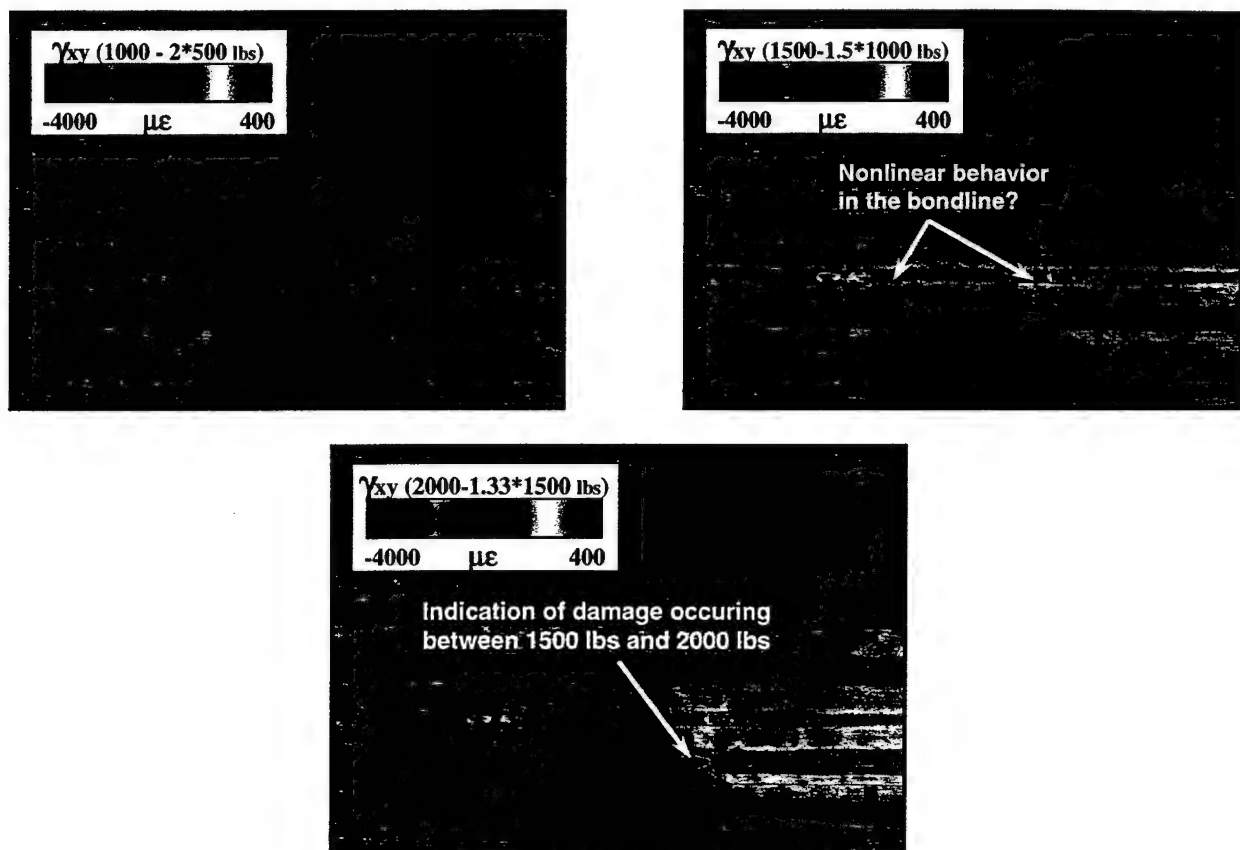 γxy (1000 - 2*500 lbs)
-4000 με 400
γxy (1500-1.5*1000 lbs)
-4000 με 400
Nonlinear behavior
in the bondline?
γxy (2000-1.33*1500 lbs)
-4000 με 400
Indication of damage occuring
between 1500 lbs and 2000 lbs